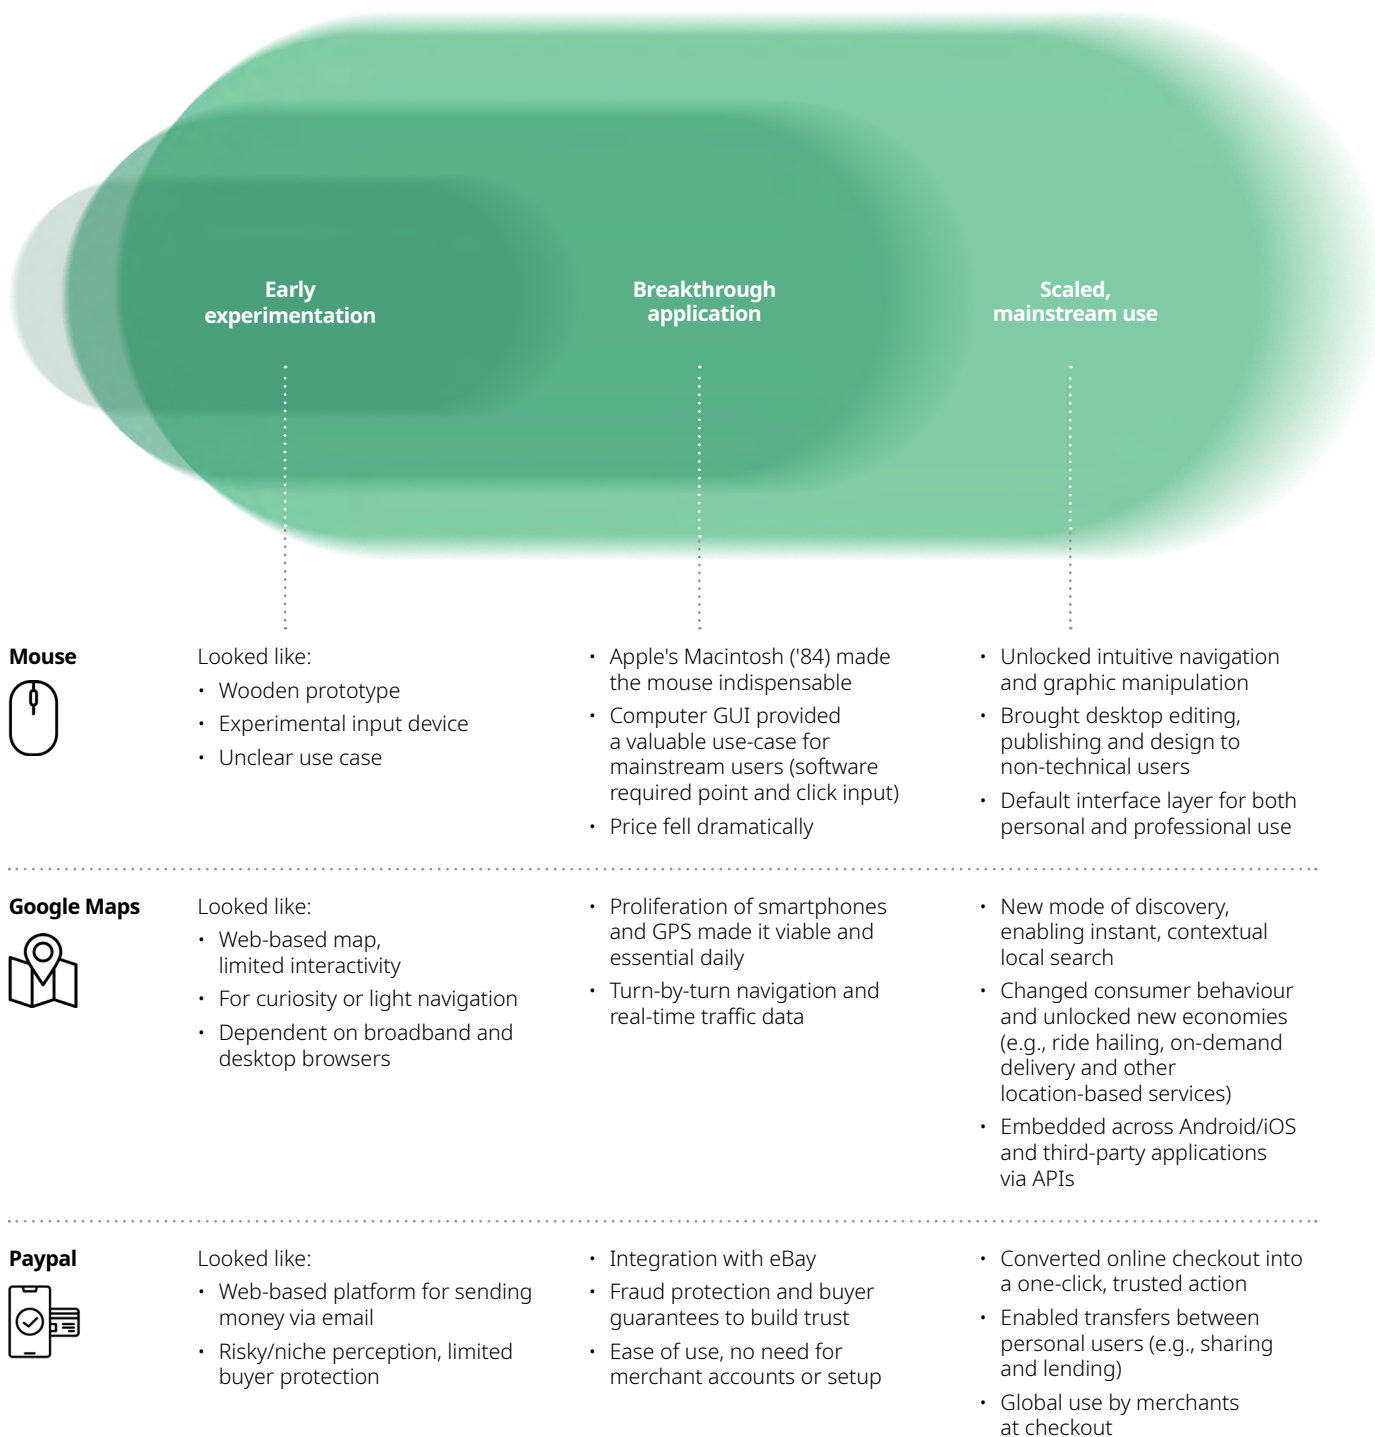 Early
experimentation
Breakthrough
application
Scaled,
mainstream use
Mouse
Looked like:
• Wooden prototype
• Experimental input device
• Unclear use case
• Apple's Macintosh ('84) made
the mouse indispensable
• Computer GUI provided
a valuable use-case for
mainstream users (software
required point and click input)
• Price fell dramatically
• Unlocked intuitive navigation
and graphic manipulation
• Brought desktop editing,
publishing and design to
non-technical users
• Default interface layer for both
personal and professional use
Google Maps
Looked like:
• Web-based map,
limited interactivity
• For curiosity or light navigation
• Dependent on broadband and
desktop browsers
• Proliferation of smartphones
and GPS made it viable and
essential daily
• Turn-by-turn navigation and
real-time traffic data
• New mode of discovery,
enabling instant, contextual
local search
• Changed consumer behaviour
and unlocked new economies
(e.g., ride hailing, on-demand
delivery and other
location-based services)
• Embedded across Android/iOS
and third-party applications
via APIs
Paypal
Looked like:
• Web-based platform for sending
money via email
• Risky/niche perception, limited
buyer protection
• Integration with eBay
• Fraud protection and buyer
guarantees to build trust
• Ease of use, no need for
merchant accounts or setup
• Converted online checkout into
a one-click, trusted action
• Enabled transfers between
personal users (e.g., sharing
and lending)
• Global use by merchants
at checkout